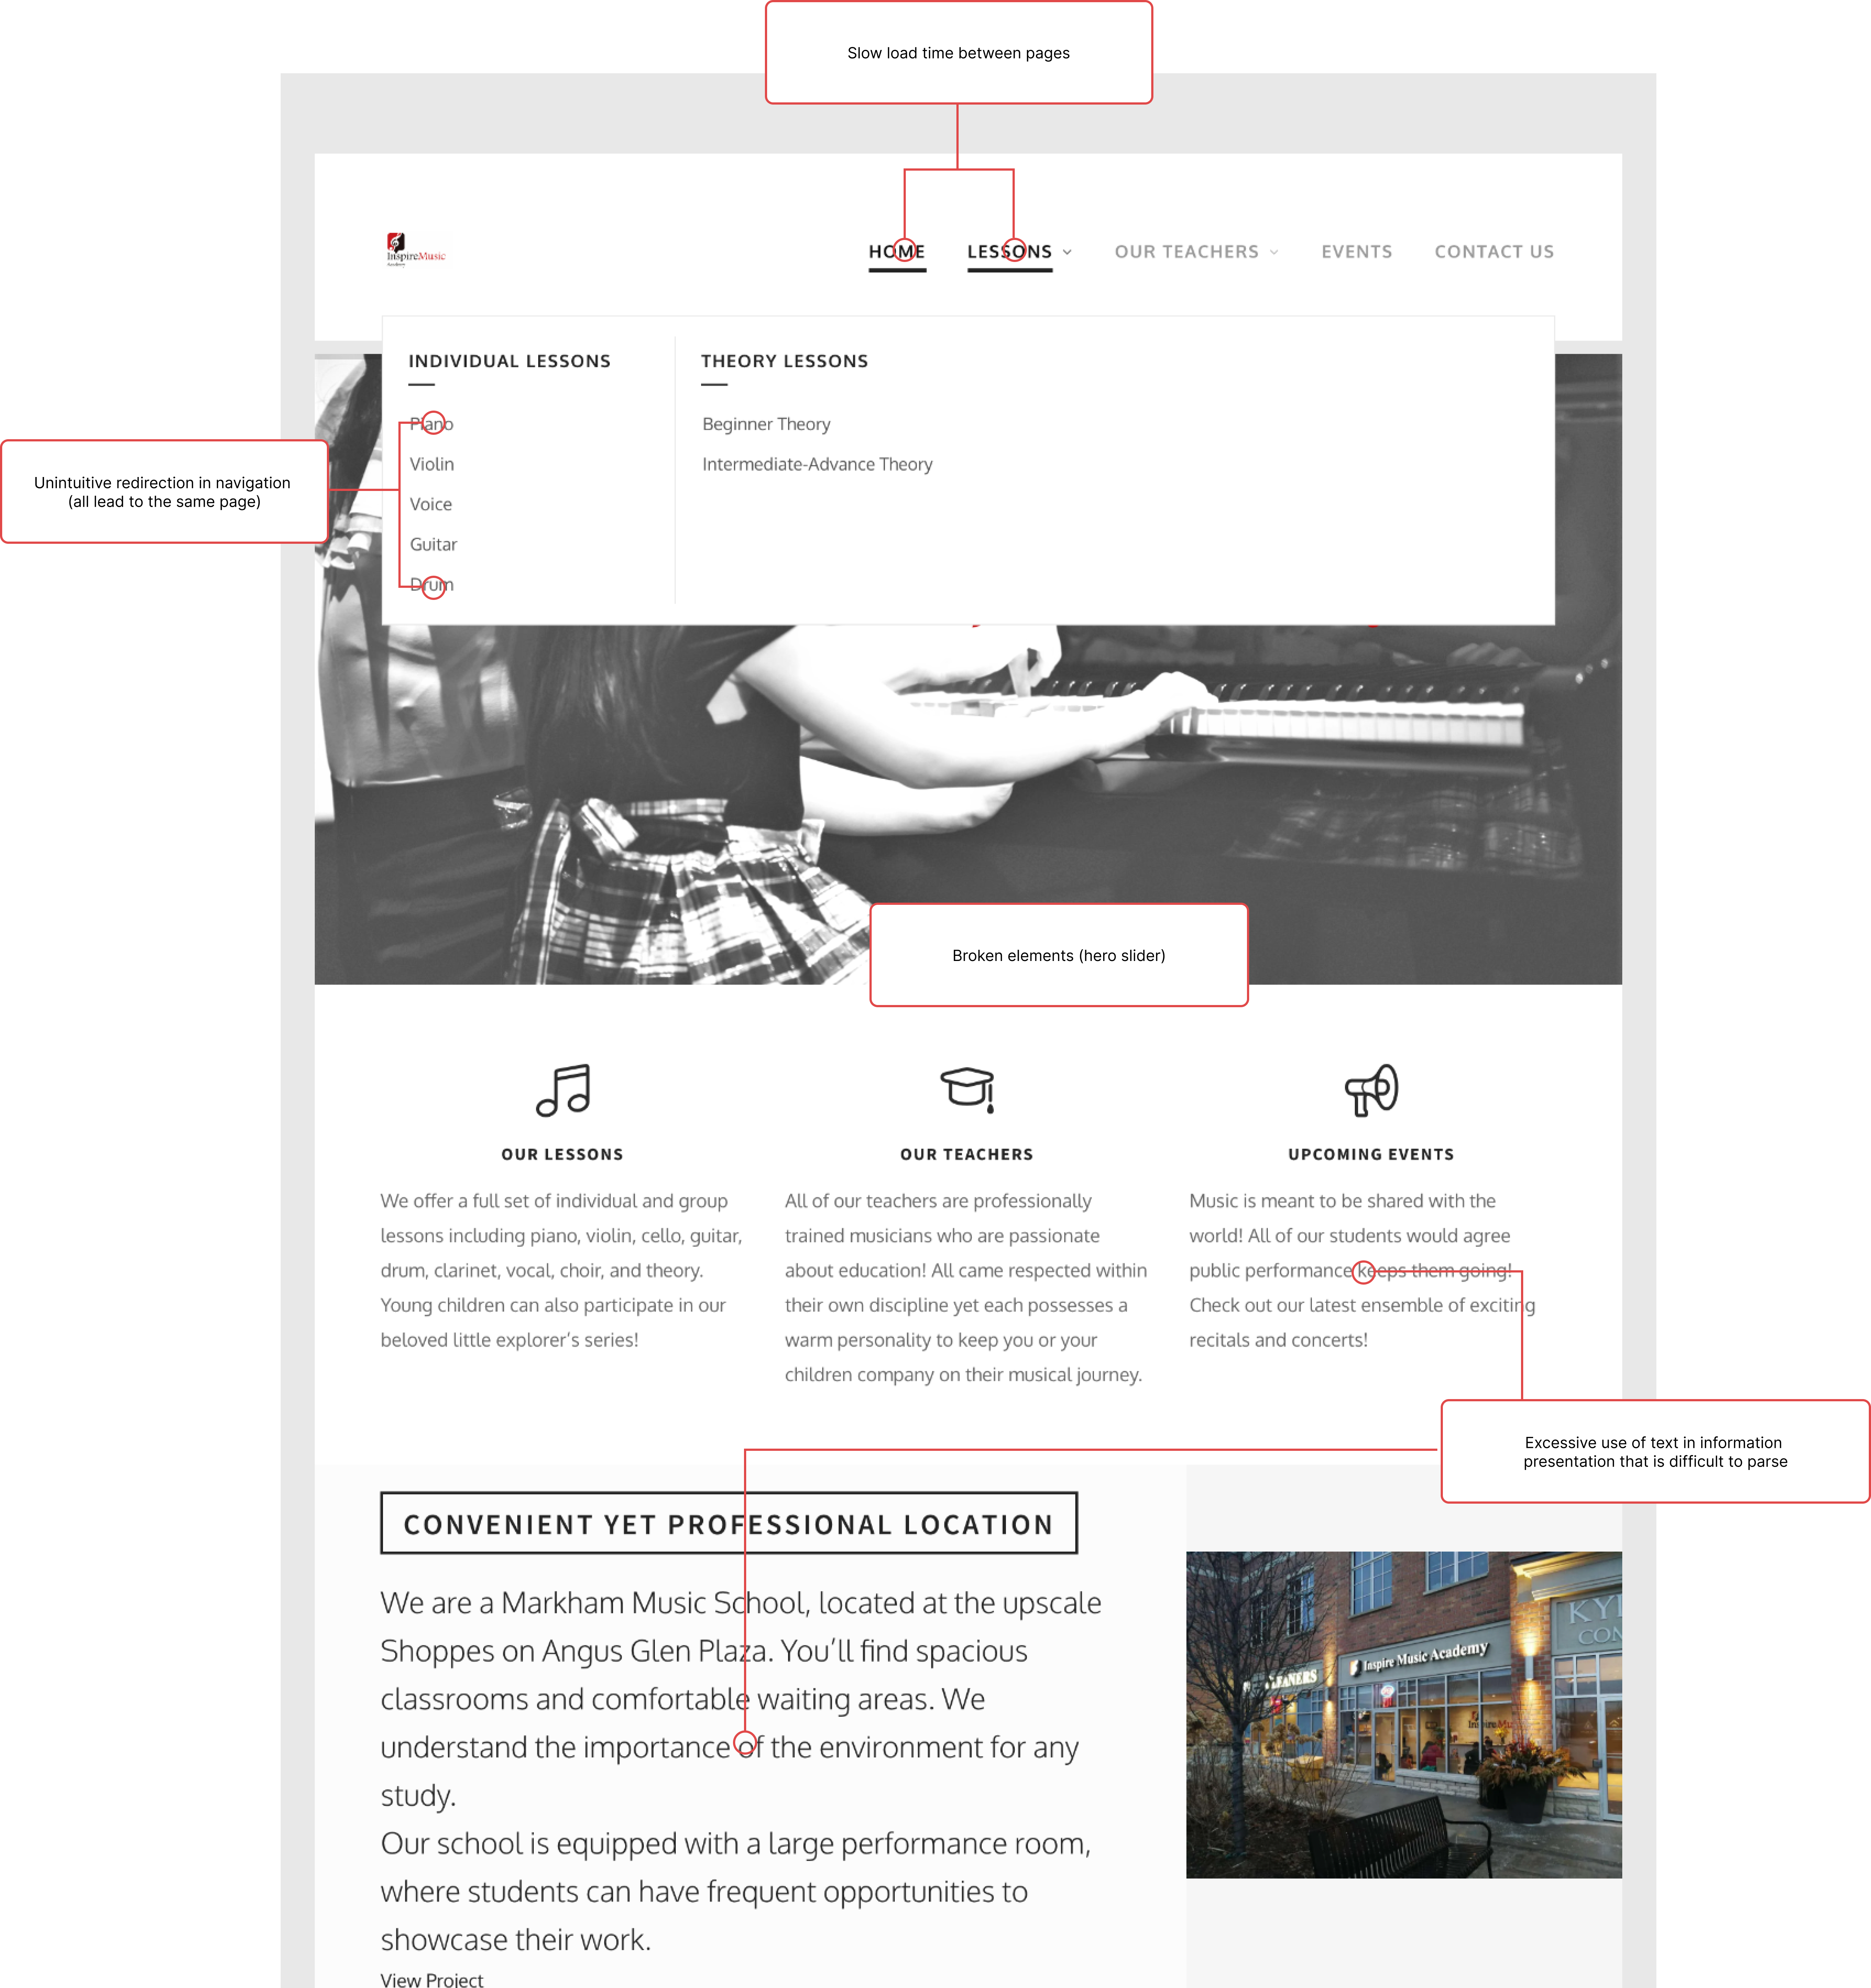 Slow load time between pages
InspireMusic
Academy
HOME
LESSONS
OUR TEACHERS
EVENTS
CONTACT US
INDIVIDUAL LESSONS
Piano
Violin
Voice
Guitar
Drum
THEORY LESSONS
Beginner Theory
Intermediate-Advance Theory
Unintuitive redirection in navigation
(all lead to the same page)
Broken elements (hero slider)
OUR LESSONS
We offer a full set of individual and group
lessons including piano, violin, cello, guitar,
drum, clarinet, vocal, choir, and theory.
Young children can also participate in our
beloved little explorer’s series!
OUR TEACHERS
All of our teachers are professionally
trained musicians who are passionate
about education! All came respected within
their own discipline yet each possesses a
warm personality to keep you or your
children company on their musical journey.
UPCOMING EVENTS
Music is meant to be shared with the
world! All of our students would agree
public performance keeps them going!
Check out our latest ensemble of exciting
recitals and concerts!
Excessive use of text in information
presentation that is difficult to parse
CONVENIENT YET PROFESSIONAL LOCATION
We are a Markham Music School, located at the upscale
Shoppes on Angus Glen Plaza. You’ll find spacious
classrooms and comfortable waiting areas. We
understand the importance of the environment for any
study.
Our school is equipped with a large performance room,
where students can have frequent opportunities to
showcase their work.
View Project
Inspire Music Academy